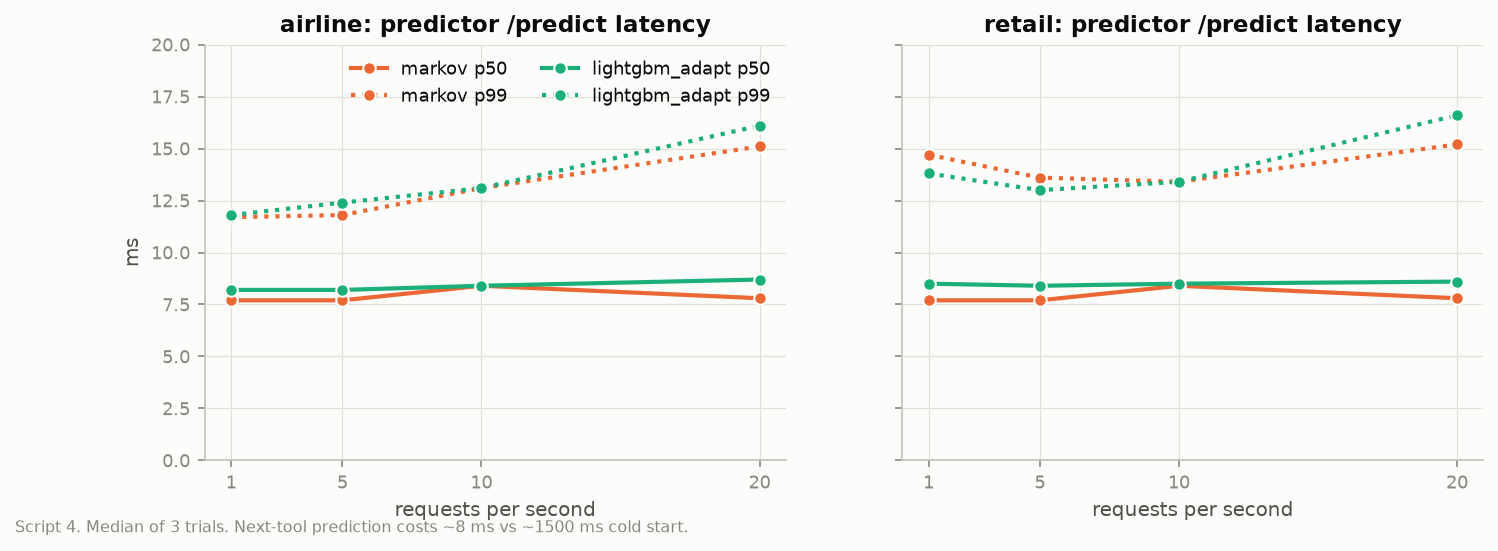 airline: predictor /predict latency
20.0
17.5
15.0
12.5
10.0
7.5
5.0
2.5
0.0
ms
markov p50
markov p99
lightgbm_adapt p50
lightgbm_adapt p99
1 5 10 20
requests per second
retail: predictor /predict latency
1 5 10 20
requests per second
Script 4. Median of 3 trials. Next-tool prediction costs ~8 ms vs ~1500 ms cold start.